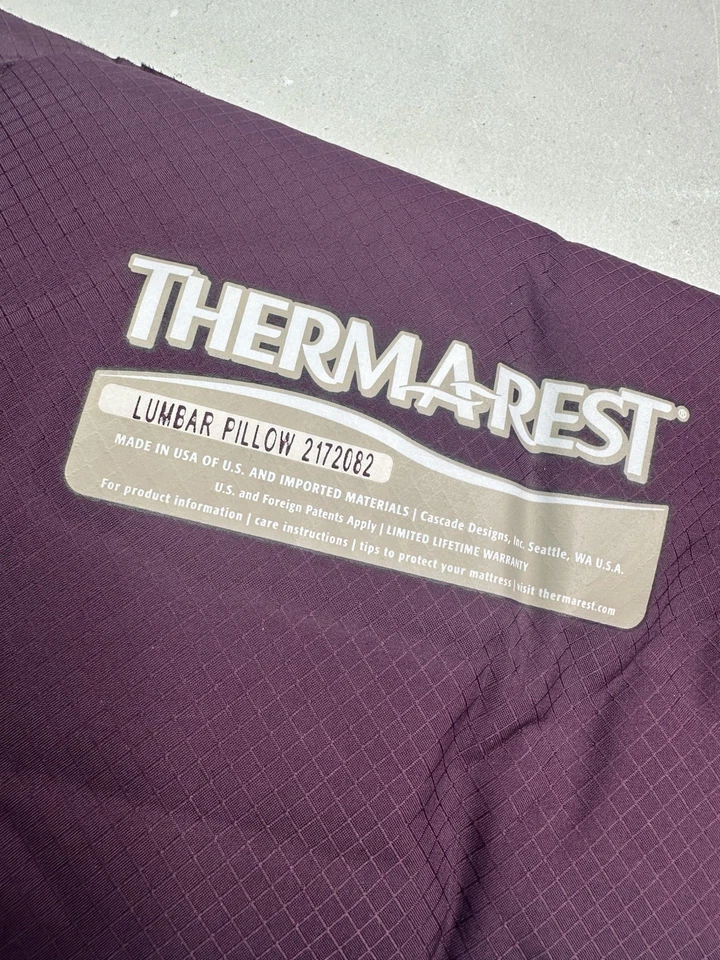 THERMAREST®
LUMBAR PILLOW 2172082
MADE IN USA OF U.S. AND IMPORTED MATERIALS | Cascade Designs, Inc. Seattle, WA U.S.A.
U.S. and Foreign Patents Apply | LIMITED LIFETIME WARRANTY
For product information | care instructions | tips to protect your mattress | visit thermarest.com